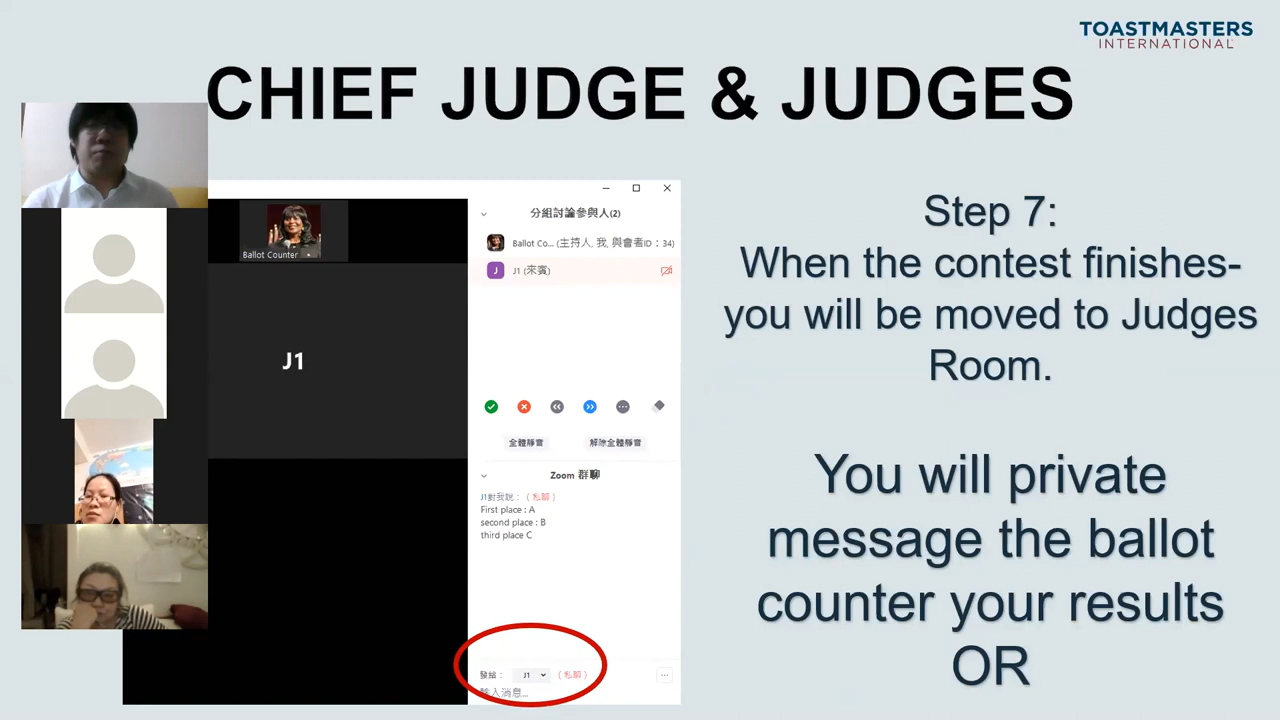 TOASTMASTERS
INTERNATIONAL
CHIEF JUDGE & JUDGES
分組討論參與人(2)
Ballot Counter
Ballot Co... (主持人, 我, 與會者ID：34)
J J1 (來賓)
J1
全體靜音 解除全體靜音
Zoom 群聊
J1對我說：（私聊）
First place : A
second place : B
third place C
發給： J1 （私聊） ...
輸入消息...
Step 7:
When the contest finishes-
you will be moved to Judges
Room.
You will private
message the ballot
counter your results
OR